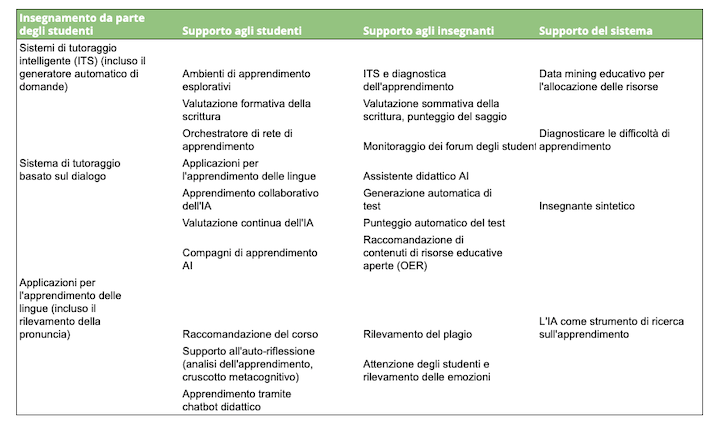 Insegnamento da parte
degli studenti
Supporto agli studenti
Supporto agli insegnanti
Supporto del sistema
Sistemi di tutoraggio
intelligente (ITS) (incluso il
generatore automatico di
domande)
Ambienti di apprendimento
esplorativi
ITS e diagnostica
dell'apprendimento
Data mining educativo per
l'allocazione delle risorse
Valutazione formativa della
scrittura
Valutazione sommativa della
scrittura, punteggio del saggio
Orchestratore di rete di
apprendimento
Monitoraggio dei forum degli student
Diagnosticare le difficoltà di
apprendimento
Sistema di tutoraggio
basato sul dialogo
Applicazioni per
l'apprendimento delle lingue
Assistente didattico AI
Apprendimento collaborativo
dell'IA
Generazione automatica di
test
Insegnante sintetico
Valutazione continua dell'IA
Punteggio automatico del test
Compagni di apprendimento
AI
Raccomandazione di
contenuti di risorse educative
aperte (OER)
Applicazioni per
l'apprendimento delle
lingue (incluso il
rilevamento della
pronuncia)
Raccomandazione del corso
Rilevamento del plagio
L'IA come strumento di ricerca
sull'apprendimento
Supporto all'auto-riflessione
(analisi dell'apprendimento,
cruscotto metacognitivo)
Attenzione degli studenti e
rilevamento delle emozioni
Apprendimento tramite
chatbot didattico